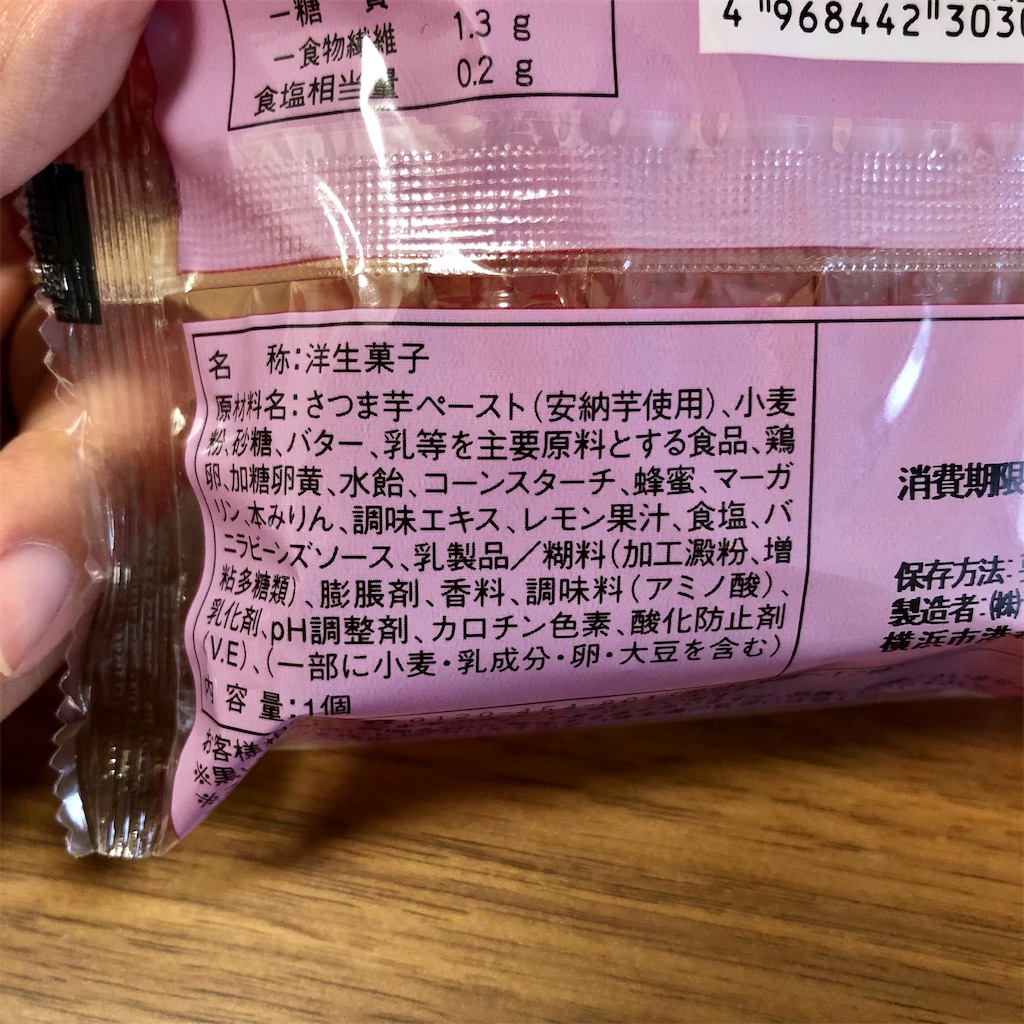 -糖質
-食物繊維 1.3 g
食塩相当量 0.2 g
4 968442 303
名 称:洋生菓子
原材料名:さつま芋ペースト(安納芋使用)、小麦
粉、砂糖、バター、乳等を主要原料とする食品、鶏
卵、加糖卵黄、水飴、コーンスターチ、蜂蜜、マーガ
リン、本みりん、調味エキス、レモン果汁、食塩、バ
ニラビーンズソース、乳製品/糊料(加工澱粉、増
粘多糖類)、膨脹剤、香料、調味料(アミノ酸)、
乳化剤、pH調整剤、カロチン色素、酸化防止剤
(V.E)、(一部に小麦・乳成分・卵・大豆を含む)
内容量:1個
お客様
消費期限
保存方法:
製造者:㈱
横浜市港